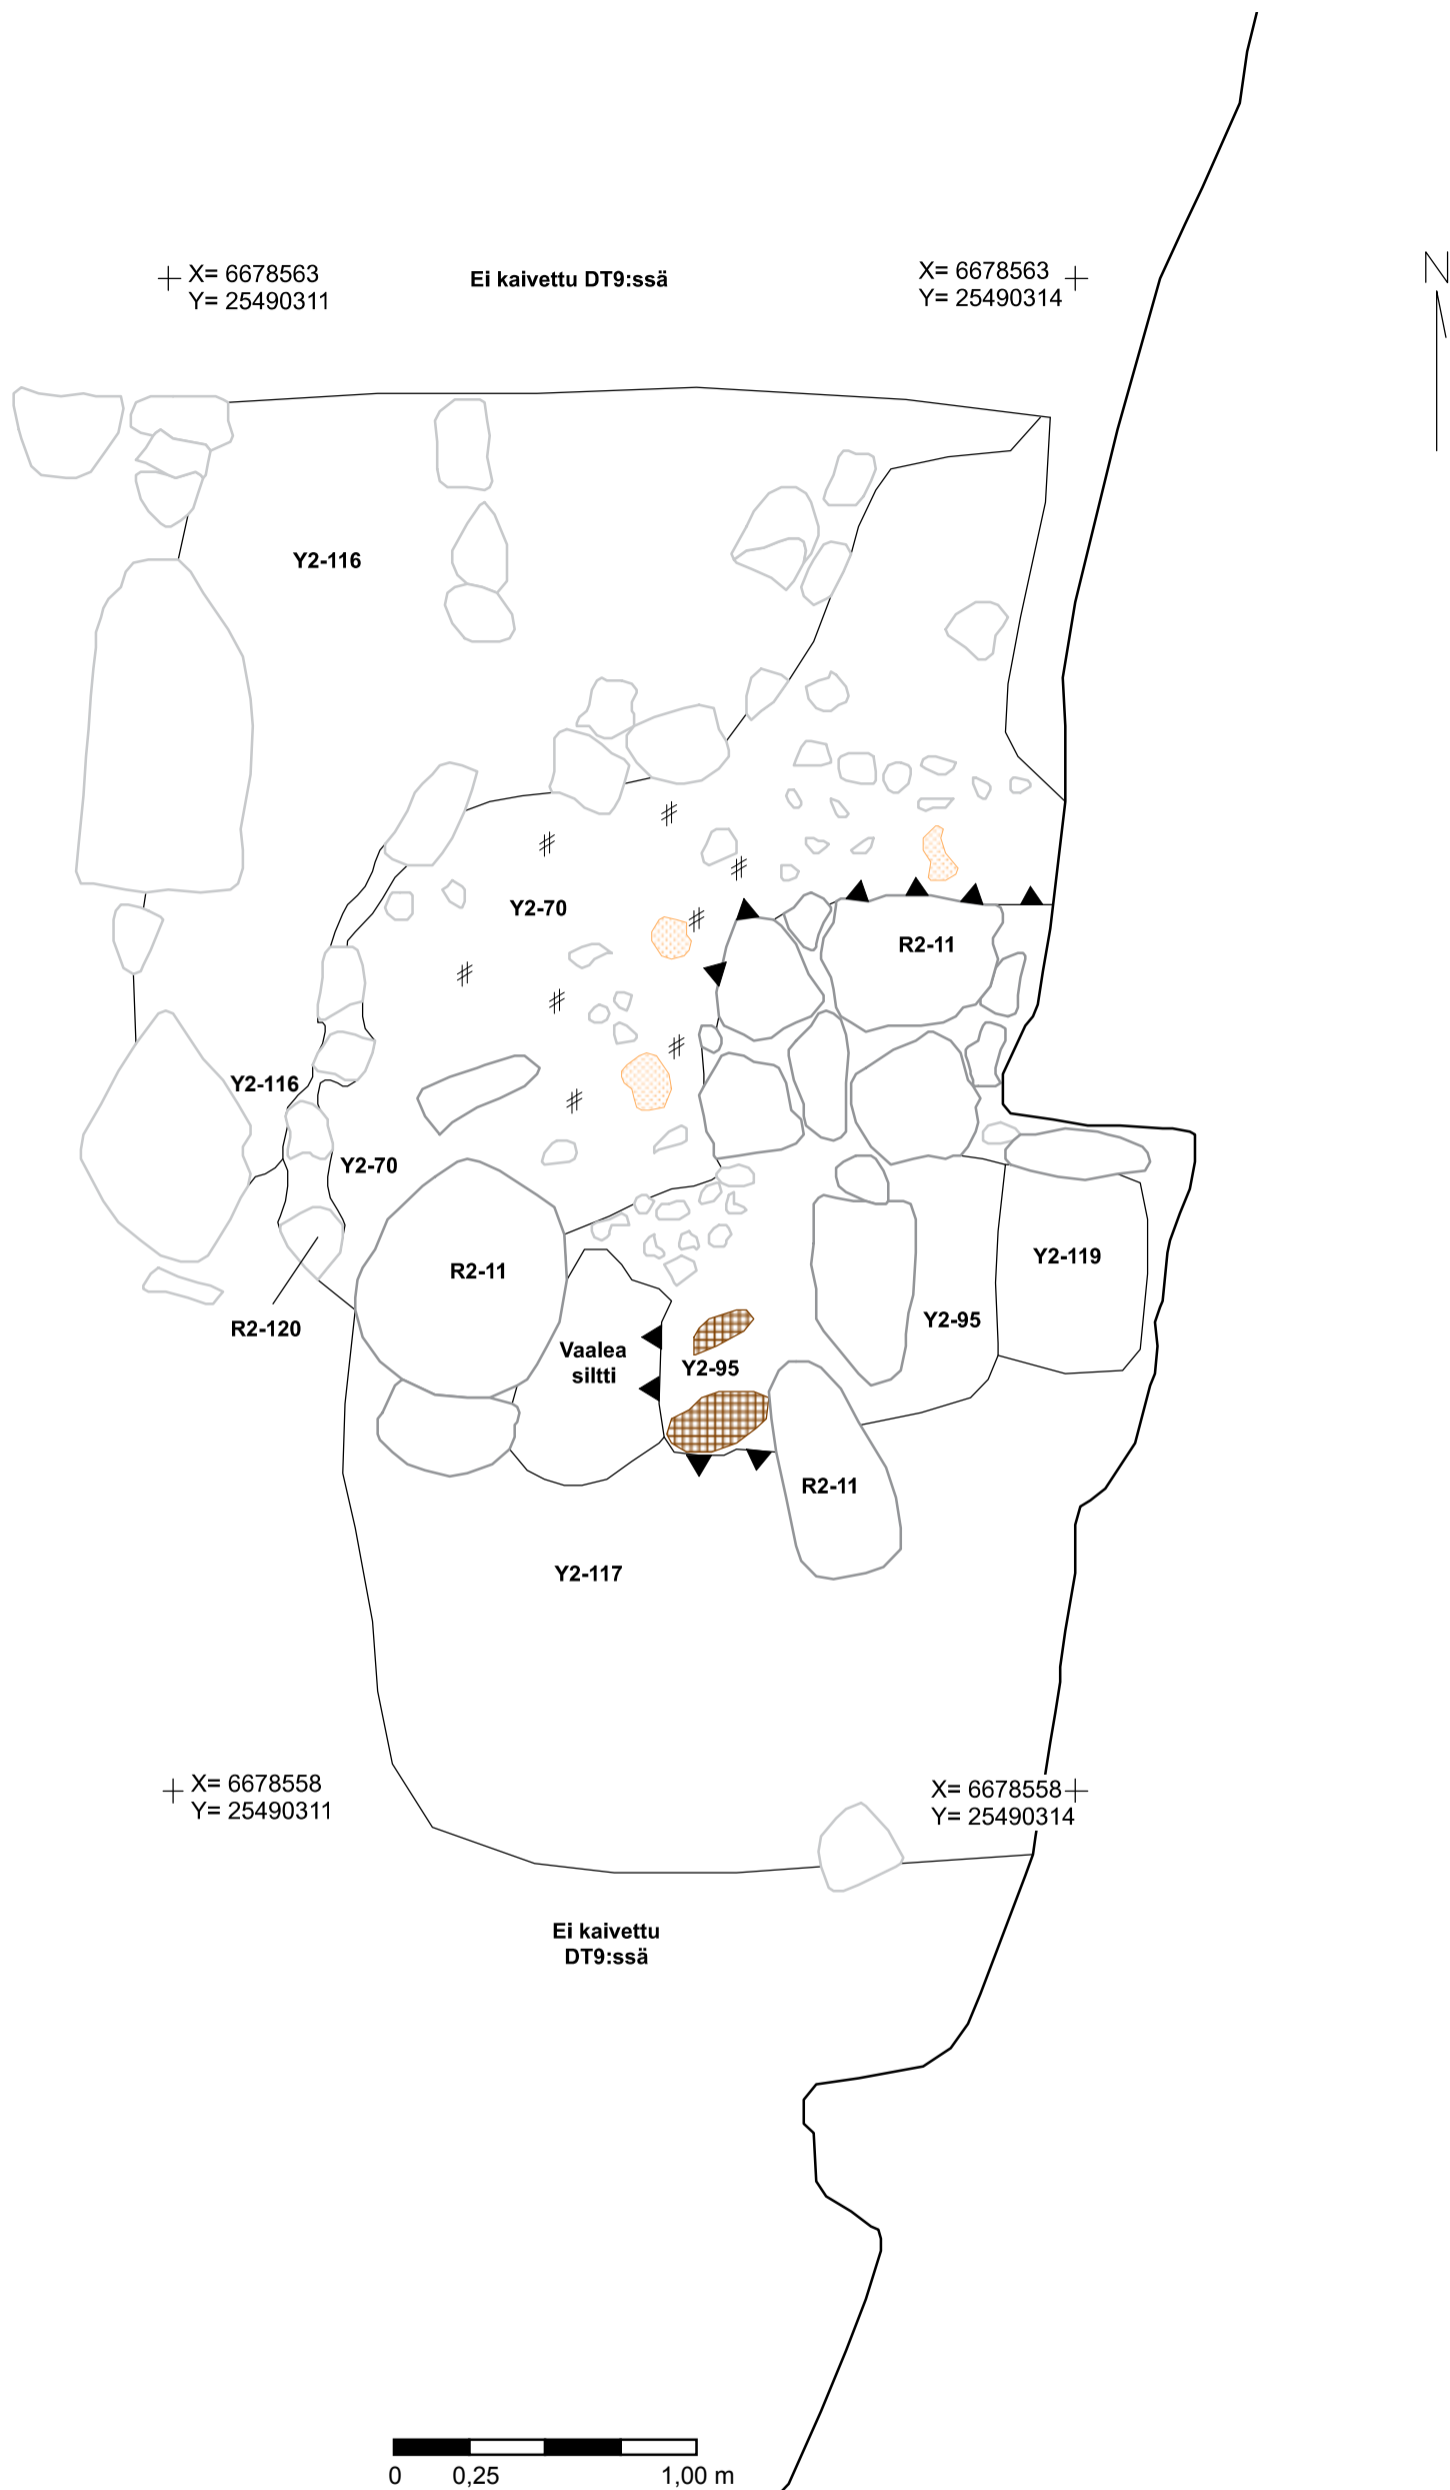 X= 6678563
Y= 25490311
Ei kaivettu DT9:ssä
X= 6678563
Y= 25490314
N
Y2-116
Y2-70
R2-11
Y2-116
Y2-70
R2-11
Y2-119
R2-120
Vaalea
siltti
Y2-95
Y2-95
R2-11
Y2-117
X= 6678558
Y= 25490311
X= 6678558
Y= 25490314
Ei kaivettu
DT9:ssä
0 0,25 1,00 m